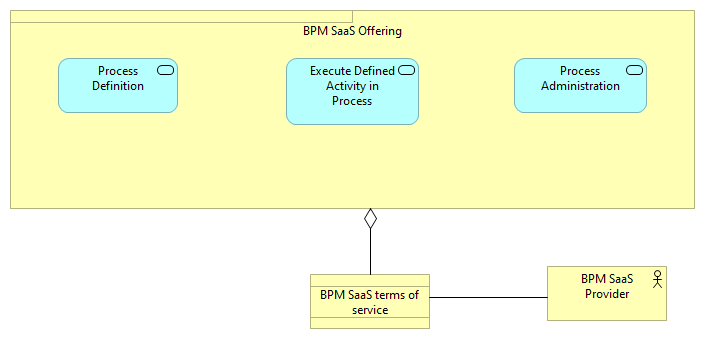 BPM SaaS Offering
Process
Definition
Execute Defined
Activity in
Process
Process
Administration
BPM SaaS terms of
service
BPM SaaS
Provider